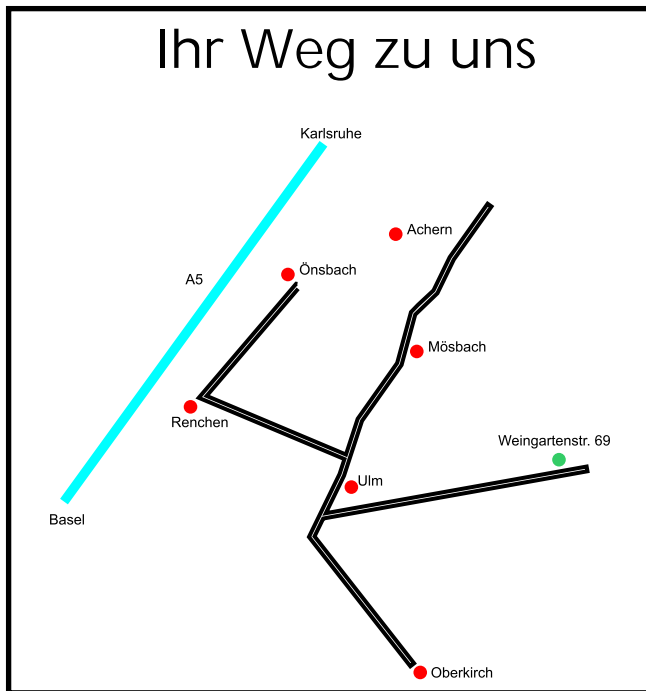 Ihr Weg zu uns
Karlsruhe
Achern
Önsbach
A5
Mösbach
Renchen
Weingartenstr. 69
Ulm
Basel
Oberkirch